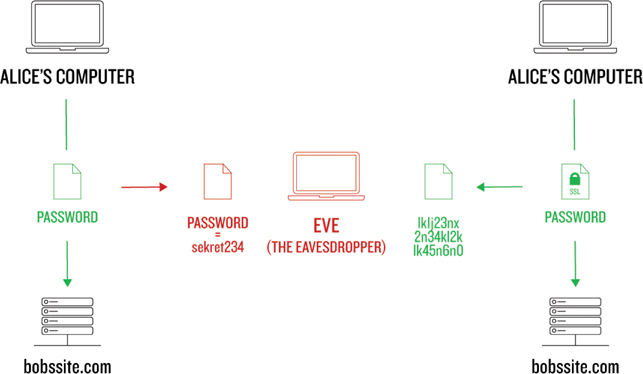 ALICE'S COMPUTER
PASSWORD
bobssite.com
PASSWORD
=
sekret234
EVE
(THE EAVESDROPPER)
lklj23nx
2n34kl2k
lk45n6n0
ALICE'S COMPUTER
SSL
PASSWORD
bobssite.com